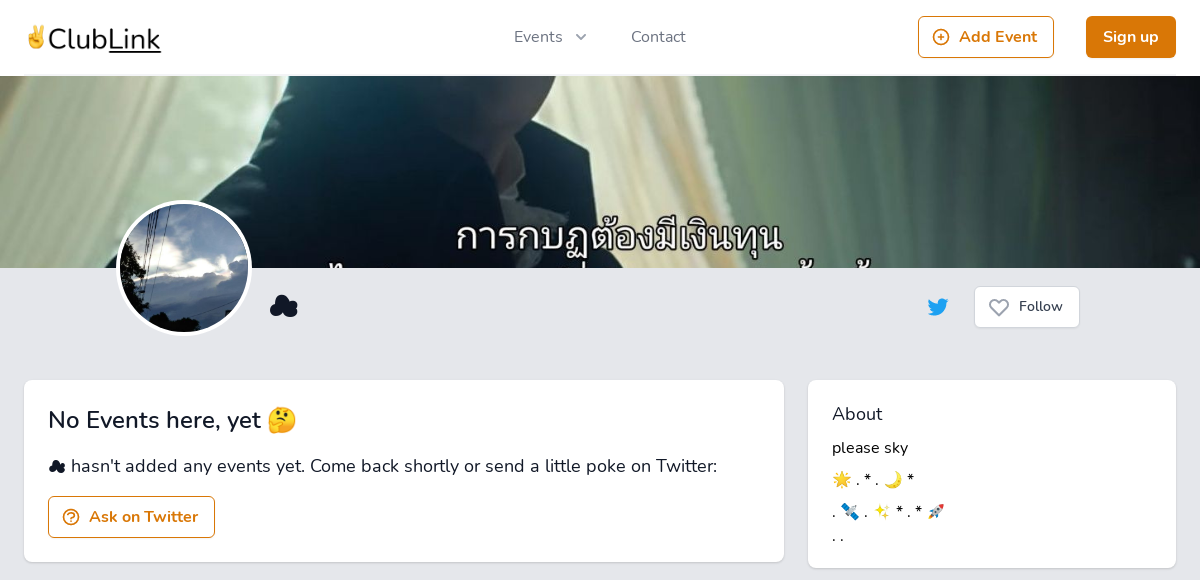 ✌️ClubLink
Events
Contact
Add Event
Sign up
การกบฏต้องมีเงินทุน
☁
Follow
No Events here, yet 🤔
☁ hasn't added any events yet. Come back shortly or send a little poke on Twitter:
Ask on Twitter
About
please sky
🌟 . * . 🌙 *
. 🛰️ . ✨ * . * 🚀
. .